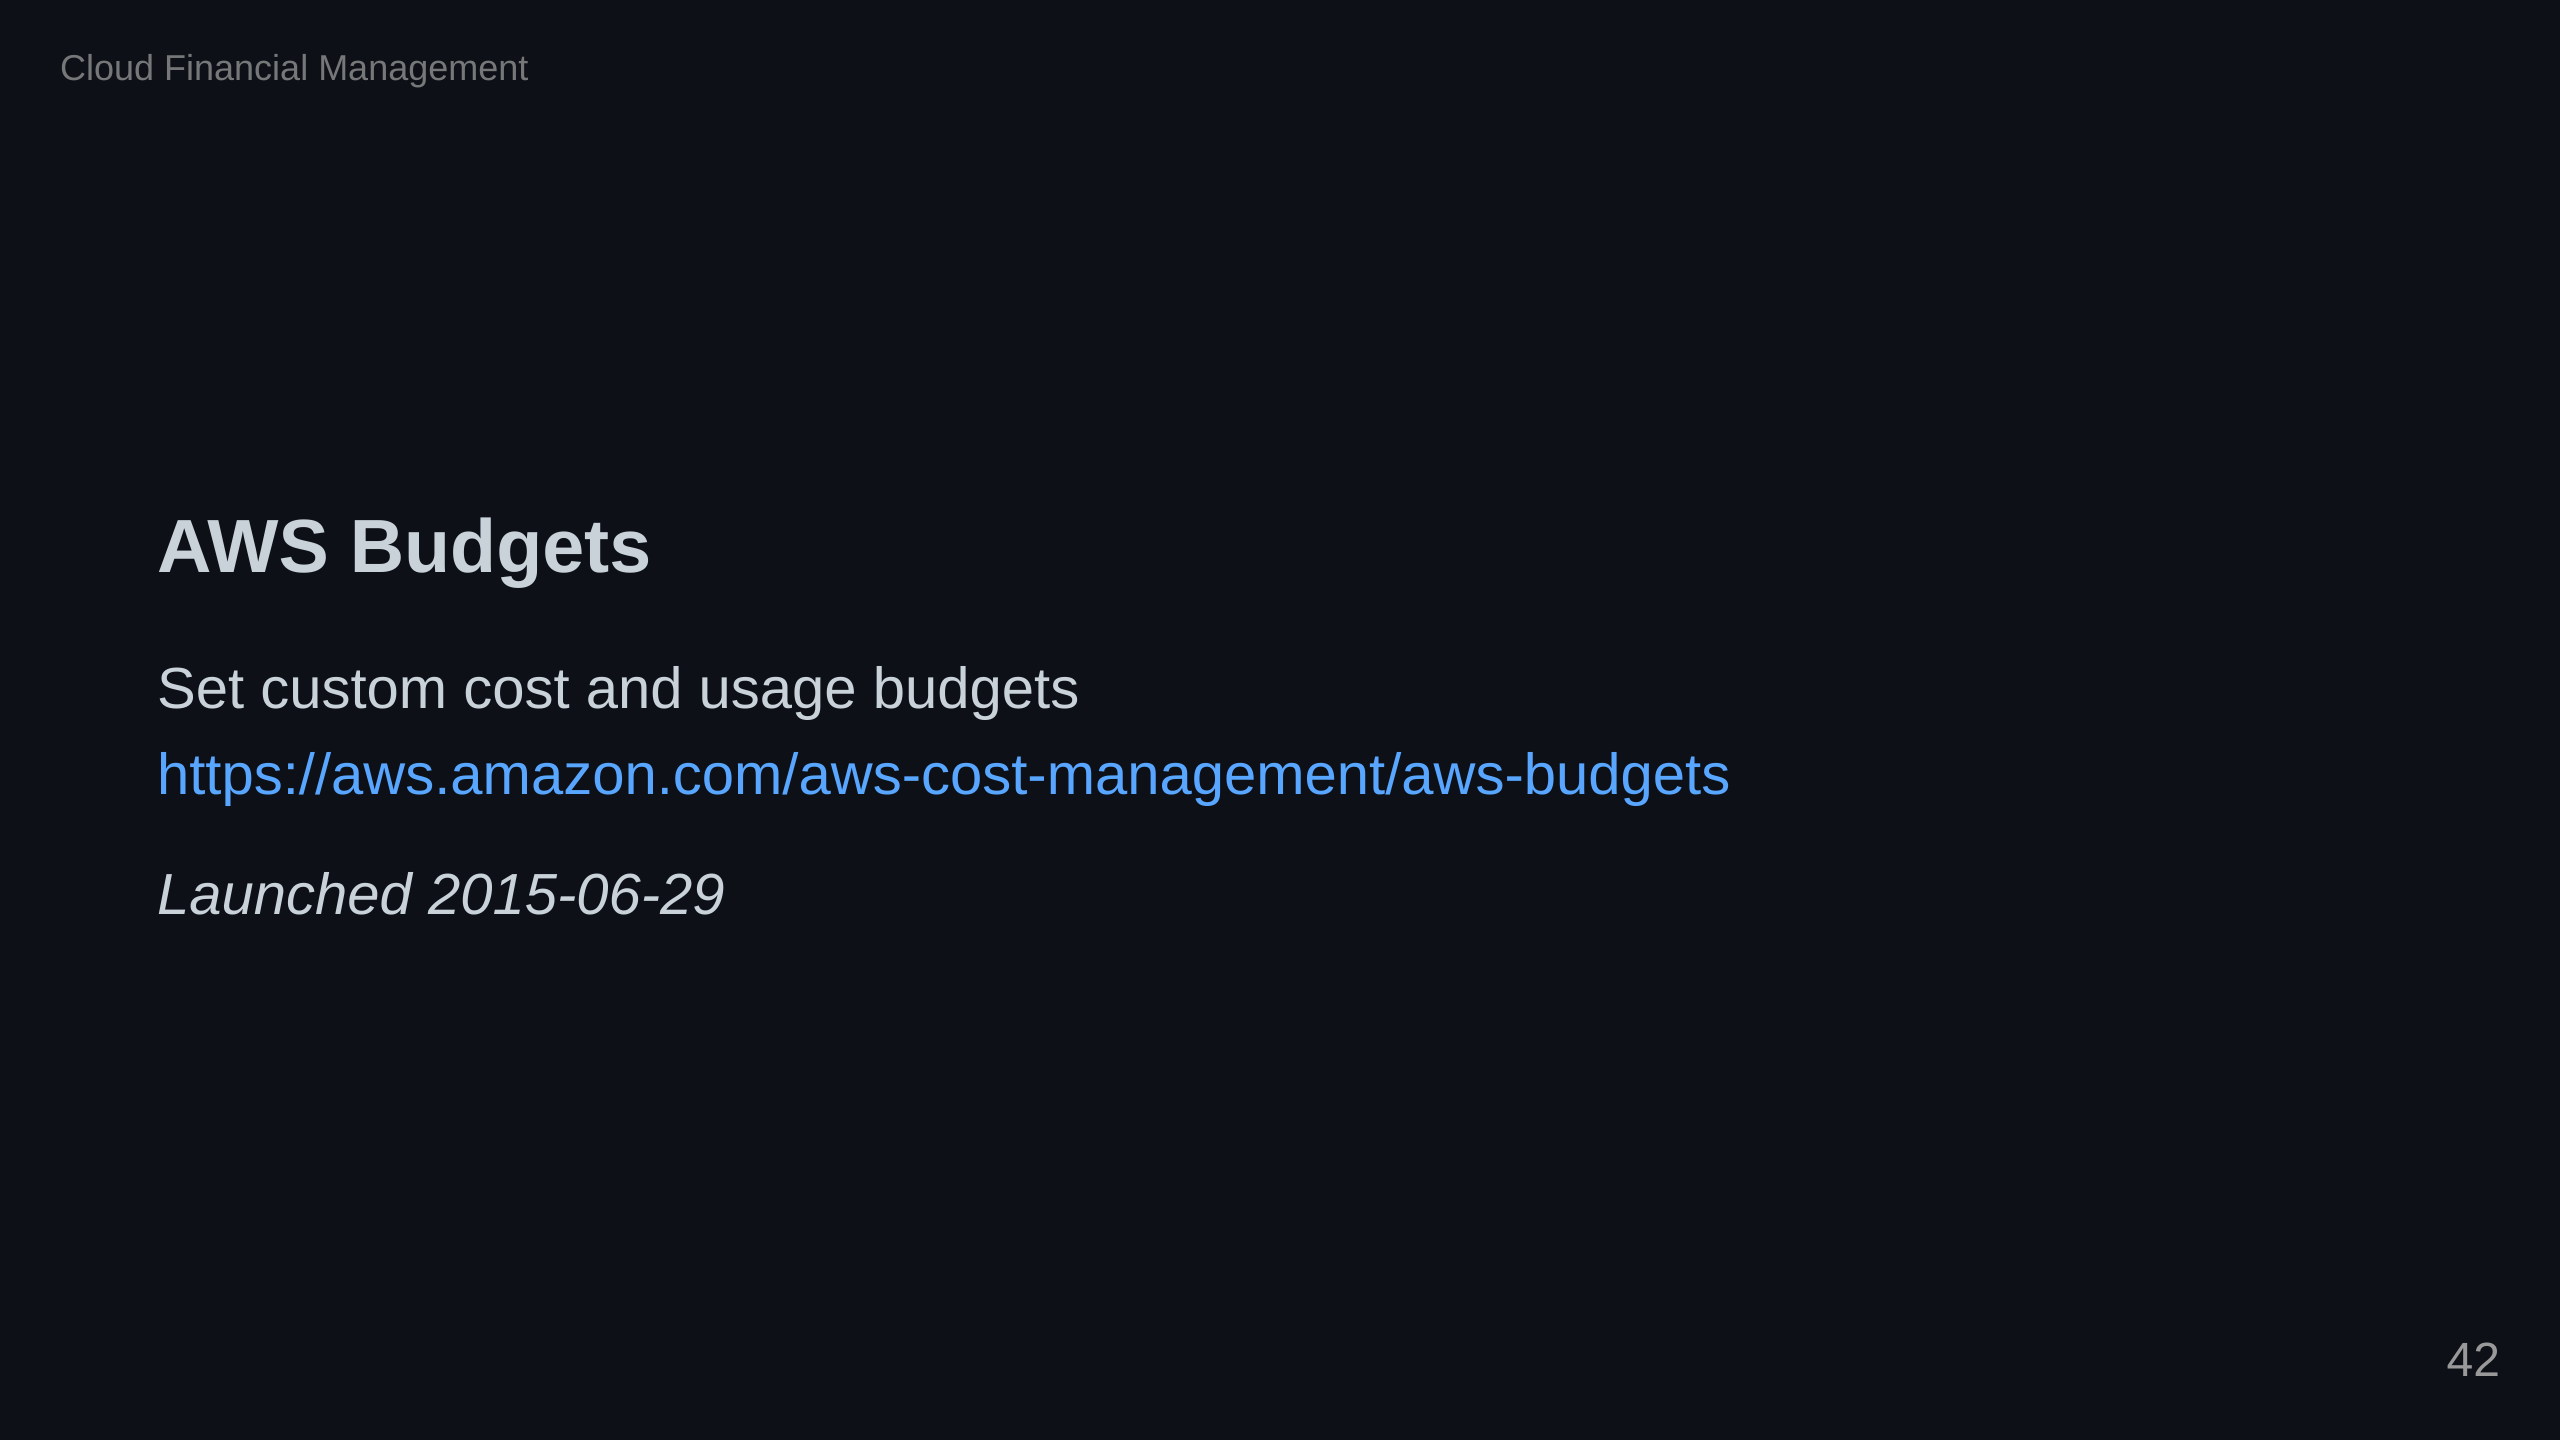 Cloud Financial Management
AWS Budgets
Set custom cost and usage budgets
https://aws.amazon.com/aws-cost-management/aws-budgets
Launched 2015-06-29
42